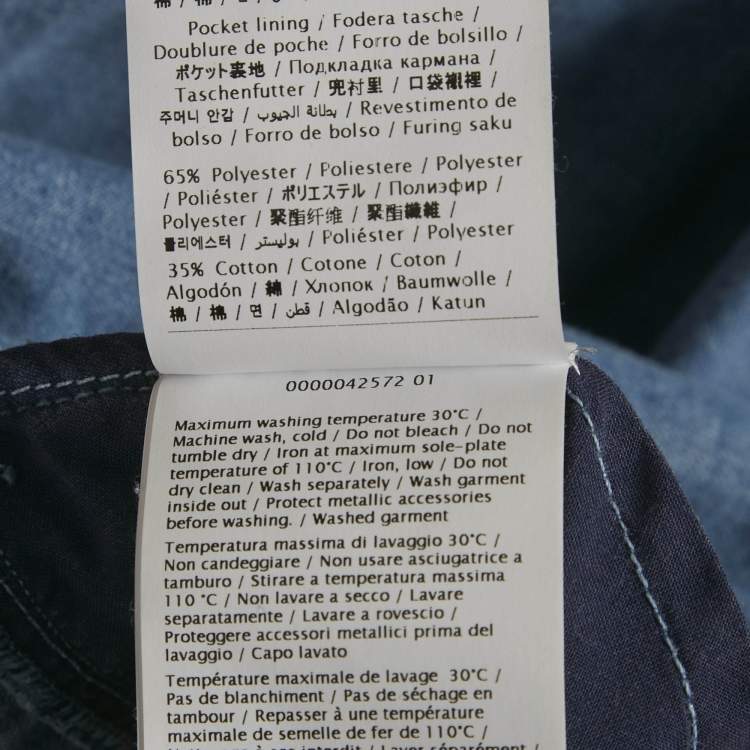 棉 / 棉 / 면 /
Pocket lining / Fodera tasche /
Doublure de poche / Forro de bolsillo /
ポケット裏地 / Подкладка кармана /
Taschenfutter / 兜衬里 / 口袋襯裡 /
주머니 안감 / بطانة الجيوب / Revestimento de
bolso / Forro de bolso / Furing saku
65% Polyester / Poliestere / Polyester
/ Poliéster / ポリエステル / Полиэфир /
Polyester / 聚酯纤维 / 聚酯纖維 /
폴리에스터 / بوليستر / Poliéster / Polyester
35% Cotton / Cotone / Coton /
Algodón / 綿 / Хлопок / Baumwolle /
棉 / 棉 / 면 / قطن / Algodão / Katun
0000042572 01
Maximum washing temperature 30°C /
Machine wash, cold / Do not bleach / Do not
tumble dry / Iron at maximum sole-plate
temperature of 110°C / Iron, low / Do not
dry clean / Wash separately / Wash garment
inside out / Protect metallic accessories
before washing. / Washed garment
Temperatura massima di lavaggio 30°C /
Non candeggiare / Non usare asciugatrice a
tamburo / Stirare a temperatura massima
110 °C / Non lavare a secco / Lavare
separatamente / Lavare a rovescio /
Proteggere accessori metallici prima del
lavaggio / Capo lavato
Température maximale de lavage 30°C /
Pas de blanchiment / Pas de séchage en
tambour / Repasser à une température
maximale de semelle de fer de 110°C /
Nettoyage à sec interdit / Laver séparément /